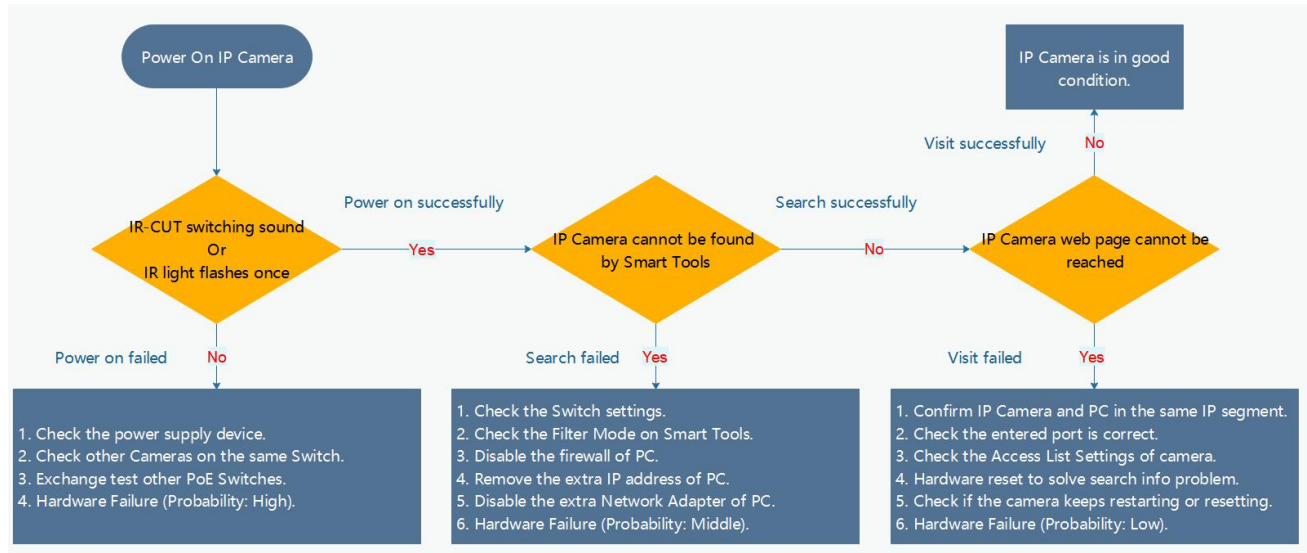 Power On IP Camera
IP Camera is in good
condition.
Visit successfully
No
IR-CUT switching sound
Or
IR light flashes once
Power on successfully
Yes
IP Camera cannot be found
by Smart Tools
Search successfully
No
IP Camera web page cannot be
reached
Power on failed
No
Search failed
Yes
Visit failed
Yes
1. Check the power supply device.
2. Check other Cameras on the same Switch.
3. Exchange test other PoE Switches.
4. Hardware Failure (Probability: High).
1. Check the Switch settings.
2. Check the Filter Mode on Smart Tools.
3. Disable the firewall of PC.
4. Remove the extra IP address of PC.
5. Disable the extra Network Adapter of PC.
6. Hardware Failure (Probability: Middle).
1. Confirm IP Camera and PC in the same IP segment.
2. Check the entered port is correct.
3. Check the Access List Settings of camera.
4. Hardware reset to solve search info problem.
5. Check if the camera keeps restarting or resetting.
6. Hardware Failure (Probability: Low).